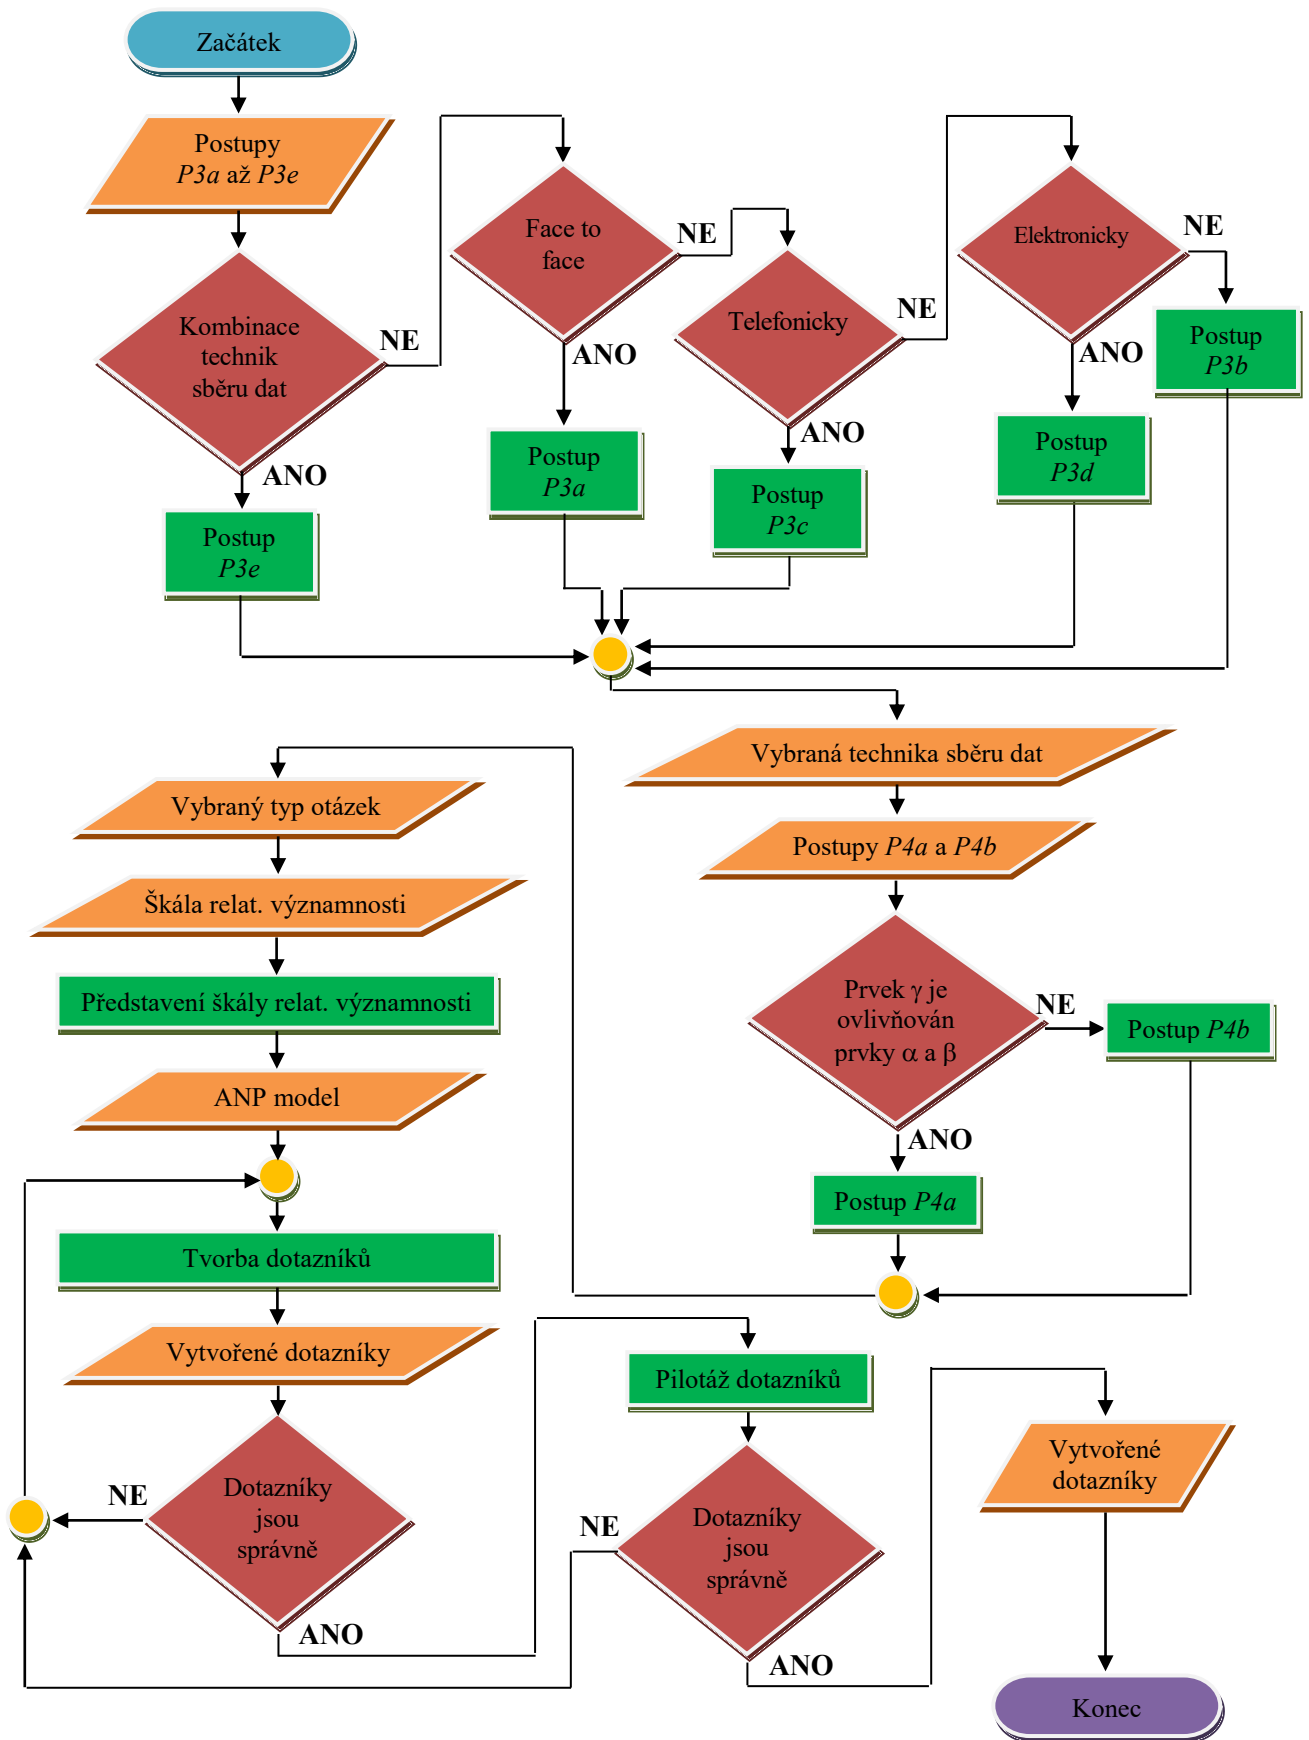 Začátek
Postupy
P3a až P3e
Kombinace
technik
sběru dat
NE
ANO
Postup
P3e
Face to
face
NE
ANO
Postup
P3a
Telefonicky
NE
ANO
Postup
P3c
Elektronicky
NE
ANO
Postup
P3d
Postup
P3b
Vybraná technika sběru dat
Postupy P4a a P4b
Prvek γ je
ovlivňován
prvky α a β
NE
Postup P4b
ANO
Postup P4a
Vybraný typ otázek
Škála relat. významnosti
Představení škály relat. významnosti
ANP model
Tvorba dotazníků
Vytvořené dotazníky
Dotazníky
jsou
správně
NE
ANO
Pilotáž dotazníků
Dotazníky
jsou
správně
NE
ANO
Vytvořené
dotazníky
Konec